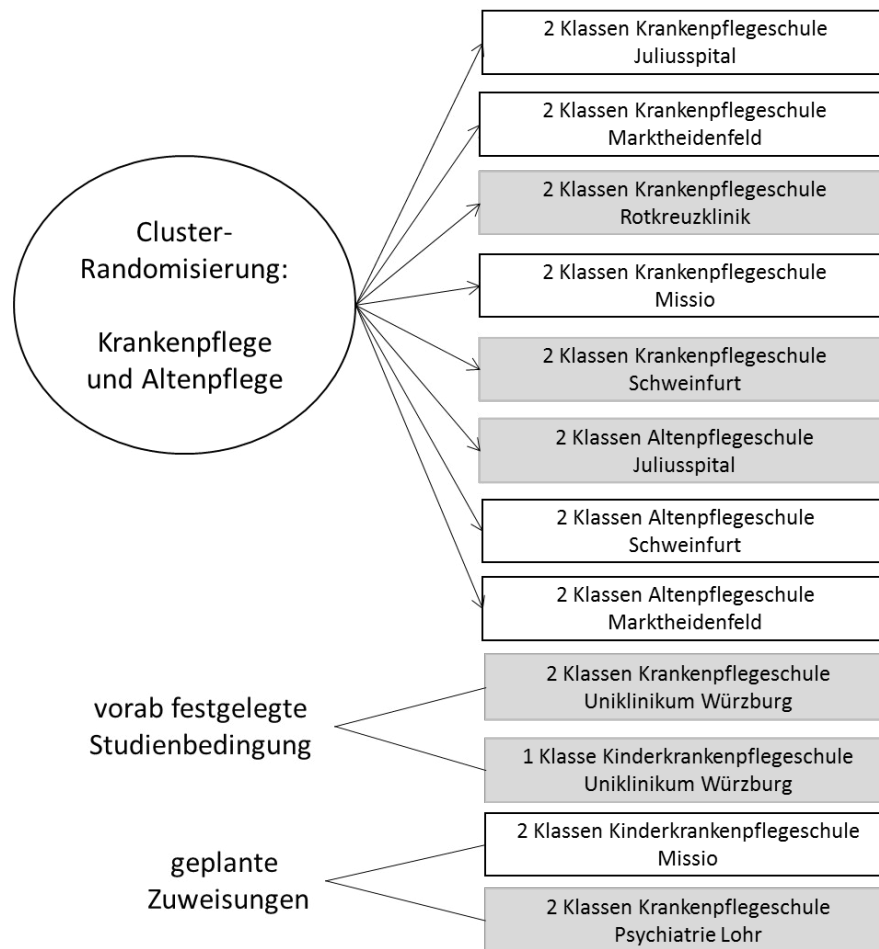 2 Klassen Krankenpflegeschule
Juliusspital
2 Klassen Krankenpflegeschule
Marktheidenfeld
2 Klassen Krankenpflegeschule
Rotkreuzklinik
Cluster-
Randomisierung:
Krankenpflege
und Altenpflege
2 Klassen Krankenpflegeschule
Missio
2 Klassen Krankenpflegeschule
Schweinfurt
2 Klassen Altenpflegeschule
Juliusspital
2 Klassen Altenpflegeschule
Schweinfurt
2 Klassen Altenpflegeschule
Marktheidenfeld
vorab festgelegte
Studienbedingung
2 Klassen Krankenpflegeschule
Uniklinikum Würzburg
1 Klasse Kinderkrankenpflegeschule
Uniklinikum Würzburg
geplante
Zuweisungen
2 Klassen Kinderkrankenpflegeschule
Missio
2 Klassen Krankenpflegeschule
Psychiatrie Lohr